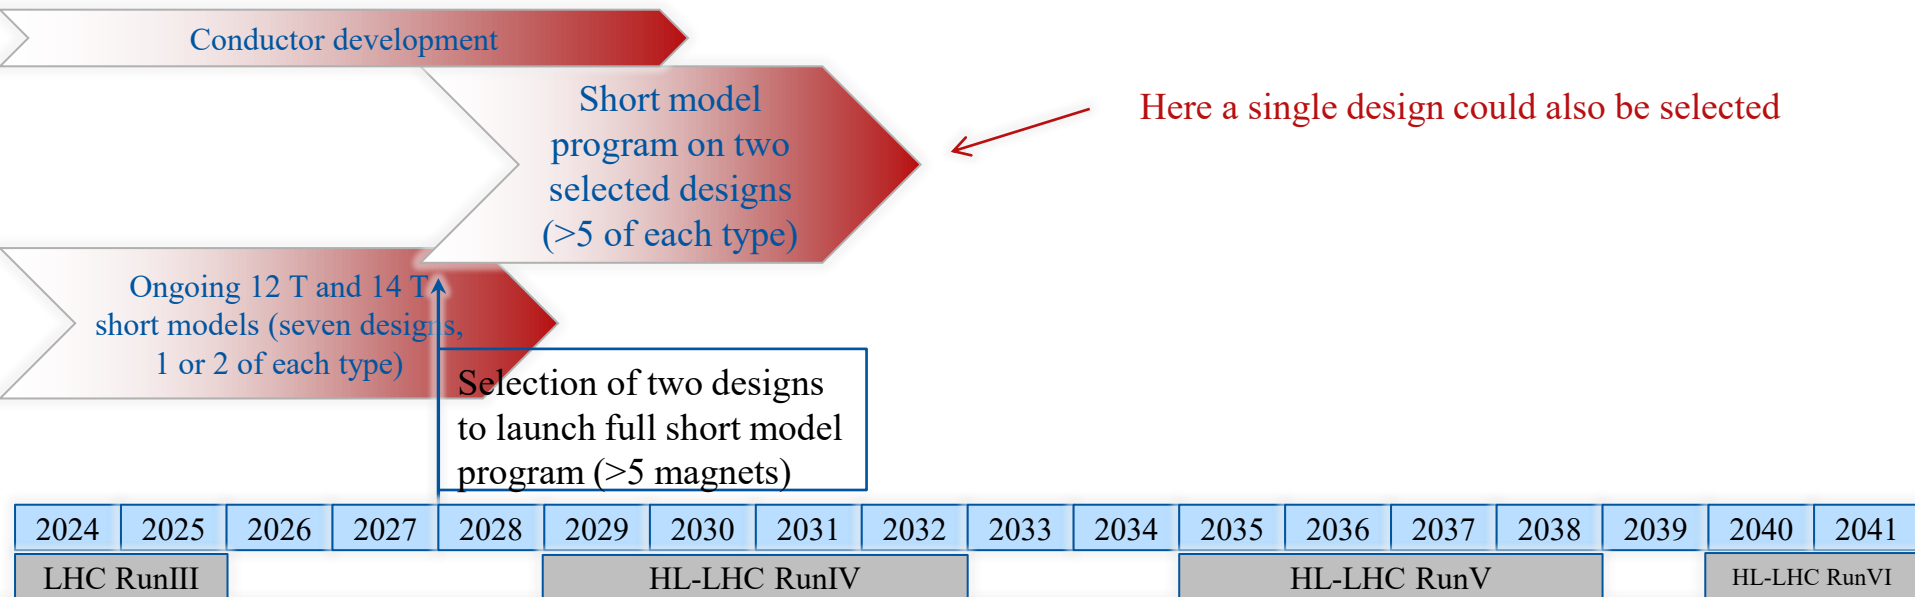 Conductor development
Short model
program on two
selected designs
(>5 of each type)
Here a single design could also be selected
Ongoing 12 T and 14 T
short models (seven designs,
1 or 2 of each type)
Selection of two designs
to launch full short model
program (>5 magnets)
2024 2025 2026 2027 2028 2029 2030 2031 2032 2033 2034 2035 2036 2037 2038 2039 2040 2041
LHC RunIII HL-LHC RunIV HL-LHC RunV HL-LHC RunVI